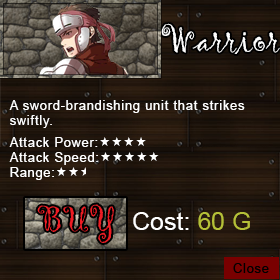 Warrior
A sword-brandishing unit that strikes
swiftly.
Attack Power:★★★★
Attack Speed:★★★★★
Range:★★⯨
BUY Cost: 60 G
Close